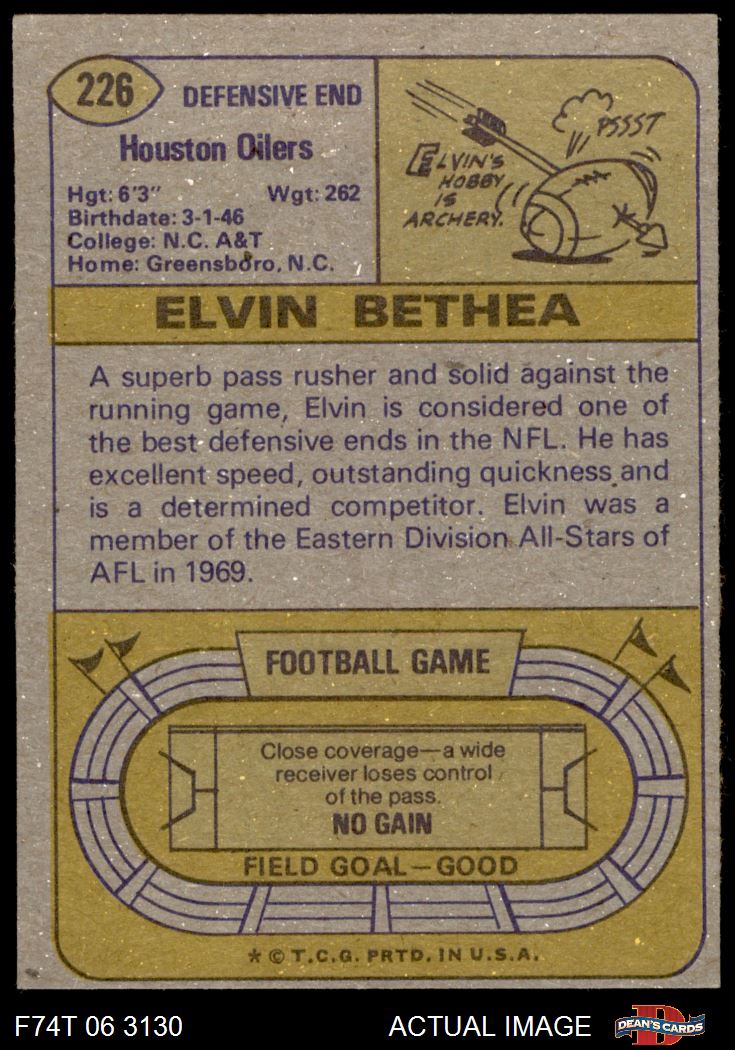 226
DEFENSIVE END
Houston Oilers
Hgt: 6'3" Wgt: 262
Birthdate: 3-1-46
College: N.C. A&T
Home: Greensboro, N.C.
PSSST
ELVIN'S
HOBBY
IS
ARCHERY.
ELVIN BETHEA
A superb pass rusher and solid against the
running game, Elvin is considered one of
the best defensive ends in the NFL. He has
excellent speed, outstanding quickness and
is a determined competitor. Elvin was a
member of the Eastern Division All-Stars of
AFL in 1969.
FOOTBALL GAME
Close coverage—a wide
receiver loses control
of the pass.
NO GAIN
FIELD GOAL—GOOD
* © T.C.G. PRTD. IN U.S.A.
F74T 06 3130
ACTUAL IMAGE
D
DEAN'S CARDS